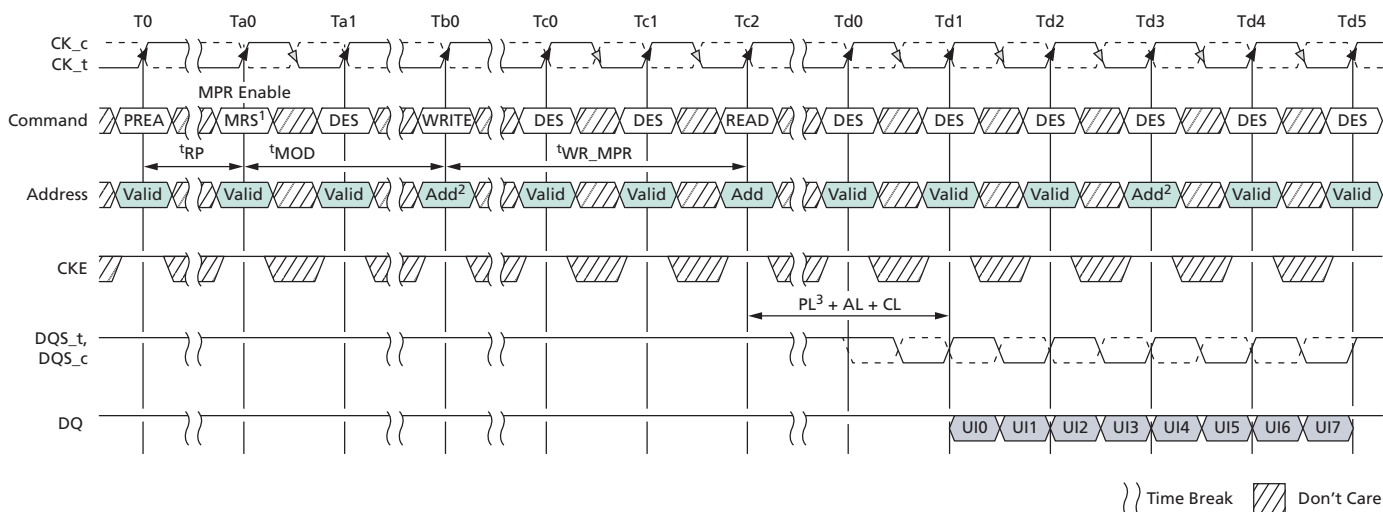 T0 Ta0 Ta1 Tb0 Tc0 Tc1 Tc2 Td0 Td1 Td2 Td3 Td4 Td5
CK_c
CK_t
MPR Enable
Command PREA MRS¹ DES WRITE DES DES READ DES DES DES DES DES DES
tRP tMOD tWR_MPR
Address Valid Valid Valid Add² Valid Valid Add Valid Valid Valid Add² Valid Valid
CKE
PL³ + AL + CL
DQS_t,
DQS_c
DQ UI0 UI1 UI2 UI3 UI4 UI5 UI6 UI7
Time Break Don't Care